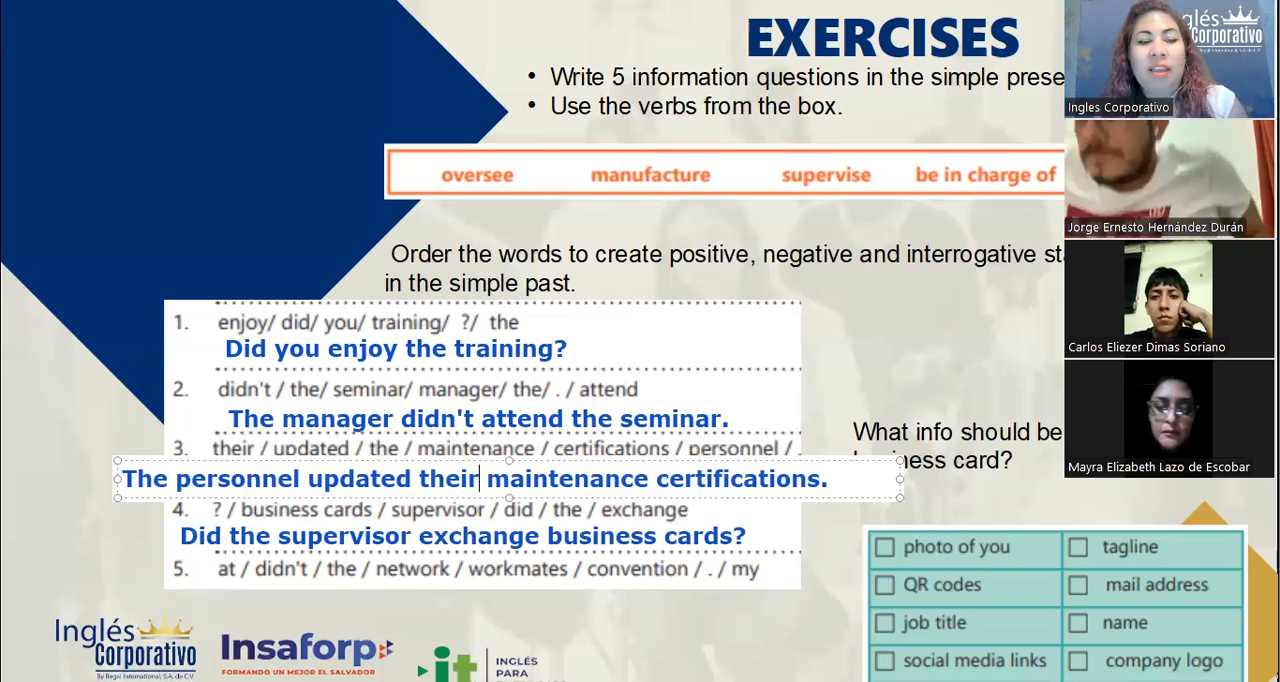 EXERCISES
• Write 5 information questions in the simple prese
• Use the verbs from the box.
oversee manufacture supervise be in charge of
Order the words to create positive, negative and interrogative sta
in the simple past.
1. enjoy/ did/ you/ training/ ?/ the
Did you enjoy the training?
2. didn't / the/ seminar/ manager/ the/ . / attend
The manager didn't attend the seminar.
3. their / updated / the / maintenance / certifications / personnel / .
The personnel updated their maintenance certifications.
4. ? / business cards / supervisor / did / the / exchange
Did the supervisor exchange business cards?
5. at / didn't / the / network / workmates / convention / . / my
What info should be
business card?
photo of you tagline
QR codes mail address
job title name
social media links company logo
Inglés
Corporativo
By Regal International, S.A. de C.V.
Insaforp
FORMANDO UN MEJOR EL SALVADOR
it
INGLÉS
PARA
glés
Corporativo
Ingles Corporativo
Jorge Ernesto Hernández Durán
Carlos Eliezer Dimas Soriano
Mayra Elizabeth Lazo de Escobar